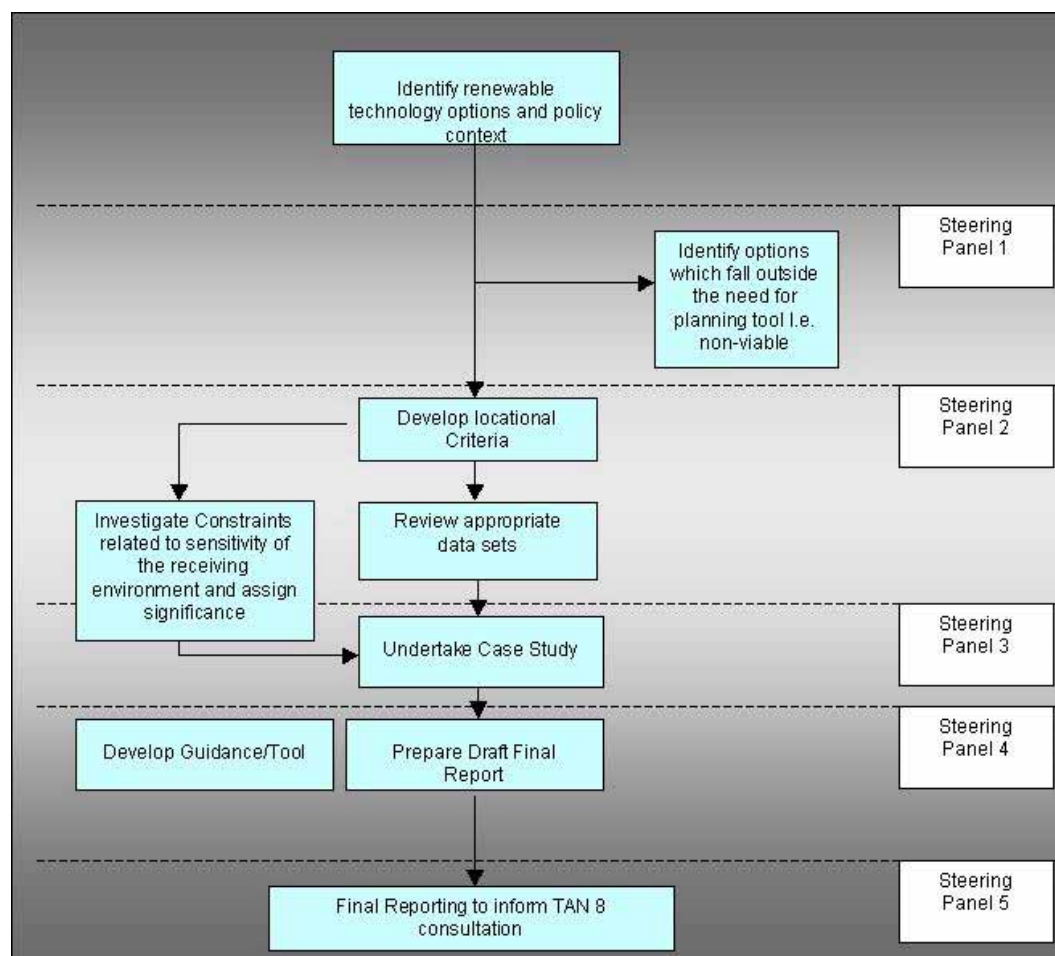 Identify renewable
technology options and policy
context
Steering
Panel 1
Identify options
which fall outside
the need for
planning tool I.e.
non-viable
Steering
Panel 2
Develop locational
Criteria
Investigate Constraints
related to sensitivity of
the receiving
environment and assign
significance
Review appropriate
data sets
Steering
Panel 3
Undertake Case Study
Steering
Panel 4
Develop Guidance/Tool
Prepare Draft Final
Report
Steering
Panel 5
Final Reporting to inform TAN 8
consultation